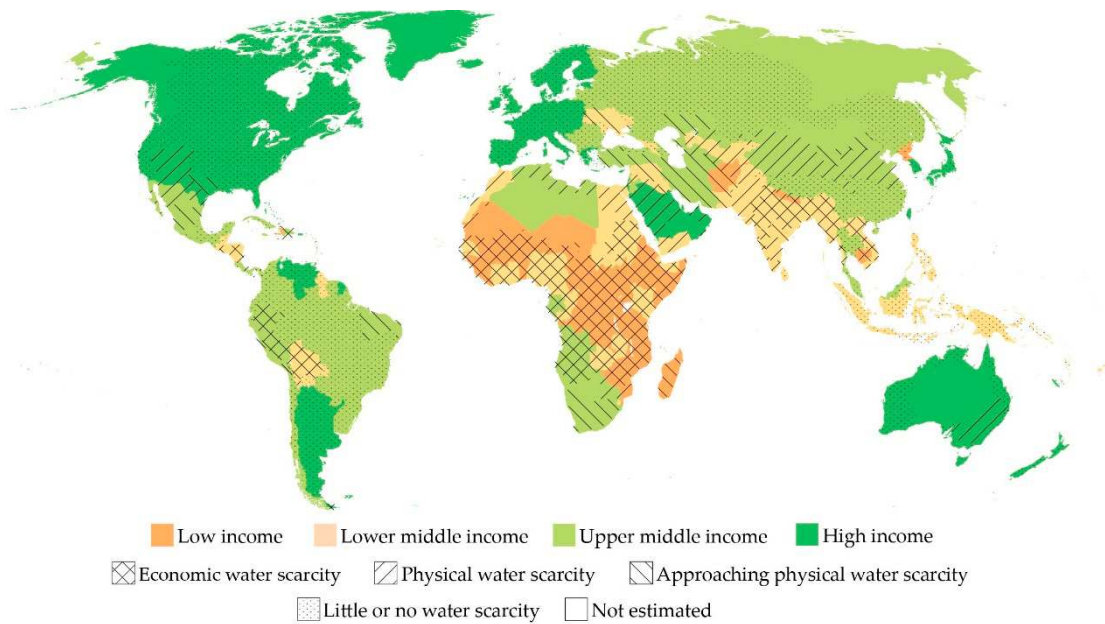 Low income Lower middle income Upper middle income High income
Economic water scarcity Physical water scarcity Approaching physical water scarcity
Little or no water scarcity Not estimated